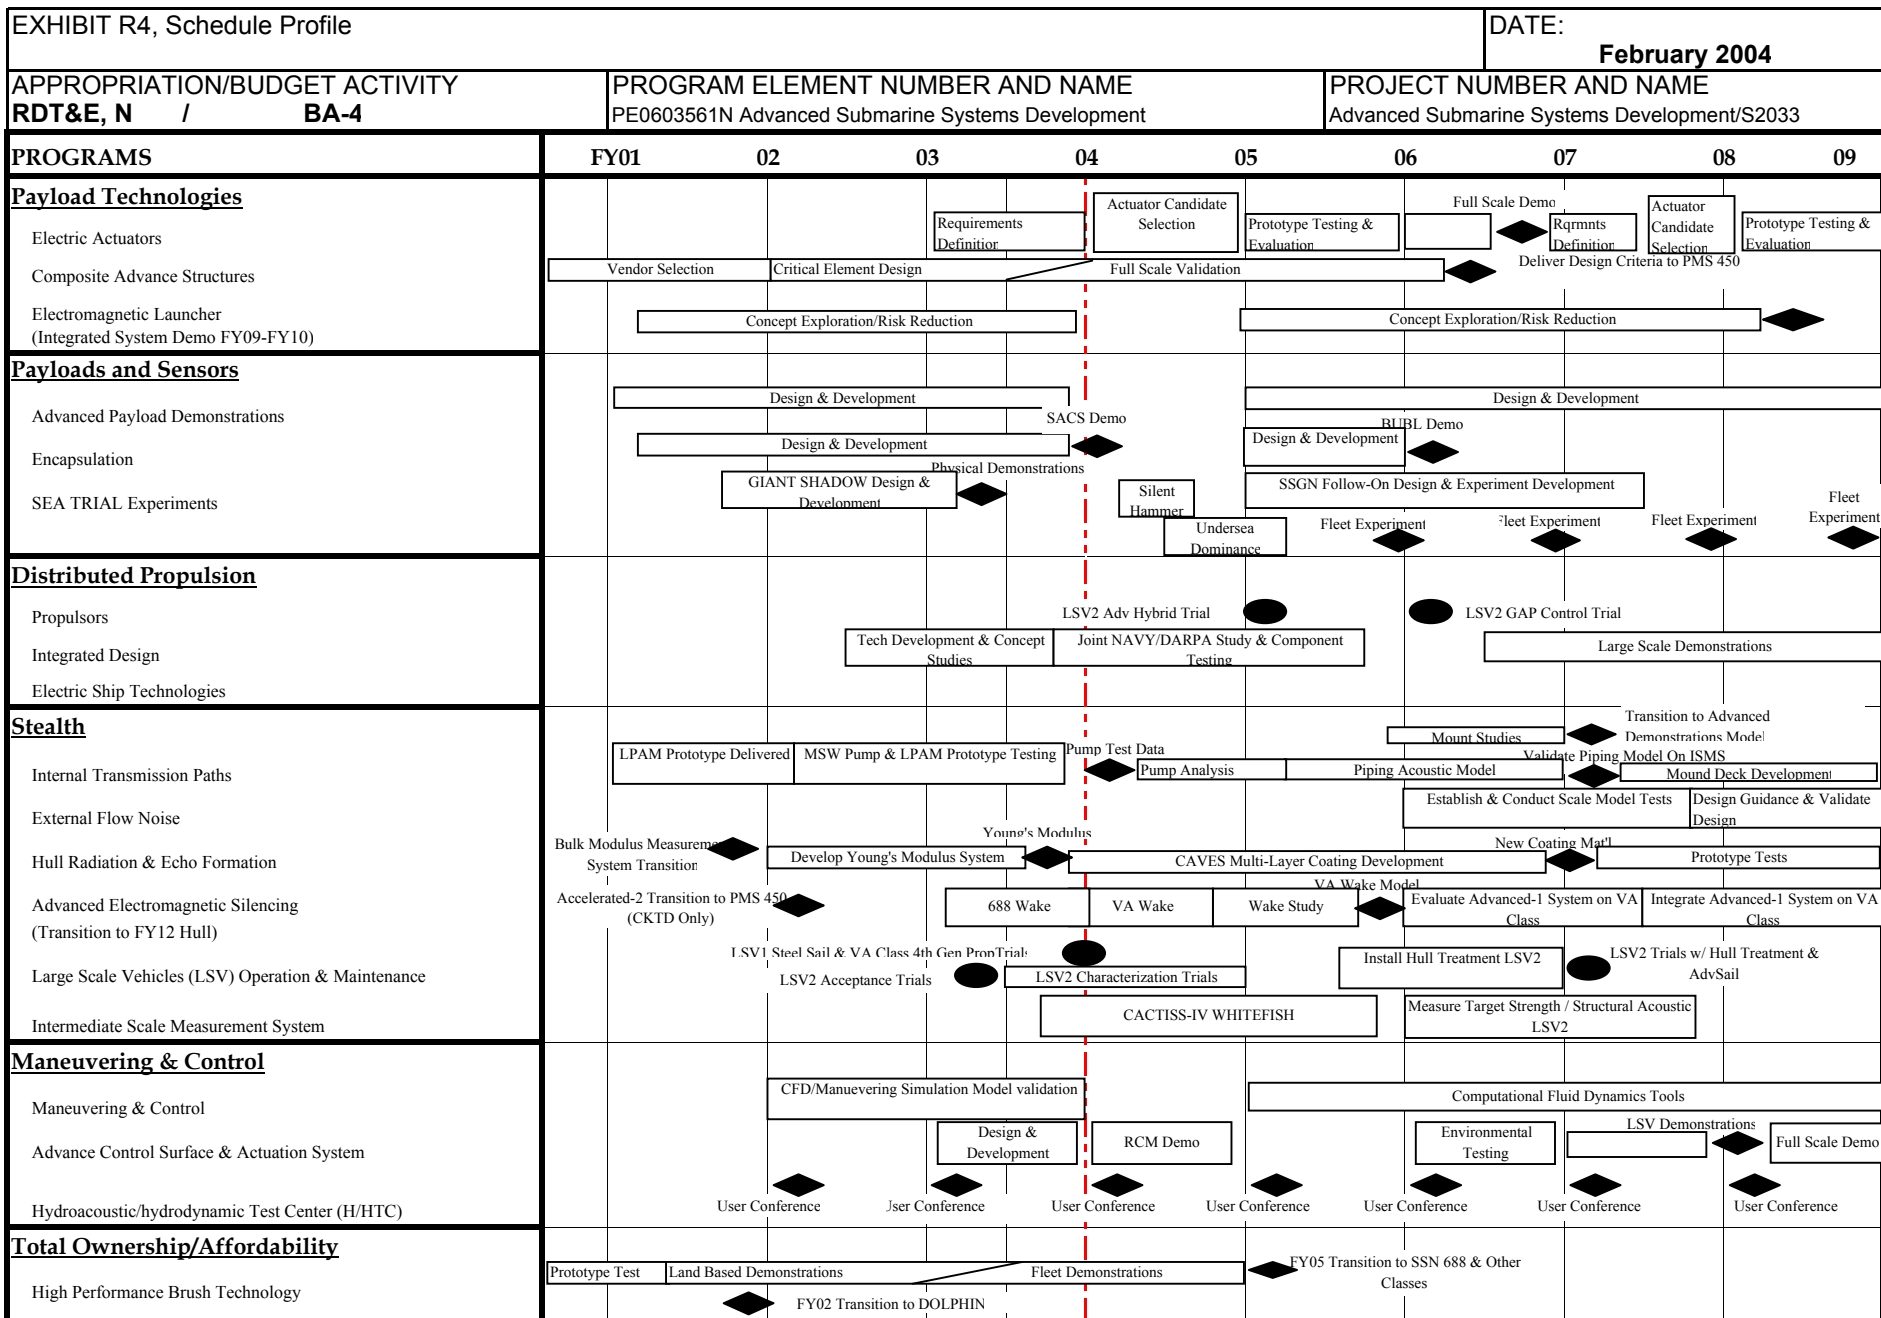 EXHIBIT R4, Schedule Profile
DATE:
February 2004
APPROPRIATION/BUDGET ACTIVITY
PROGRAM ELEMENT NUMBER AND NAME
PROJECT NUMBER AND NAME
RDT&E, N / BA-4
PE0603561N Advanced Submarine Systems Development
Advanced Submarine Systems Development/S2033
PROGRAMS FY01 02 03 04 05 06 07 08 09
Payload Technologies
Electric Actuators
Requirements
Definition
Actuator Candidate
Selection
Prototype Testing &
Evaluation
Full Scale Demo
Rqrmnts
Definition
Actuator
Candidate
Selection
Prototype Testing &
Evaluation
Composite Advance Structures
Vendor Selection
Critical Element Design
Full Scale Validation
Deliver Design Criteria to PMS 450
Electromagnetic Launcher
(Integrated System Demo FY09-FY10)
Concept Exploration/Risk Reduction
Concept Exploration/Risk Reduction
Payloads and Sensors
Advanced Payload Demonstrations
Design & Development
Design & Development
SACS Demo
Encapsulation
Design & Development
Design & Development
BUBL Demo
Physical Demonstrations
SEA TRIAL Experiments
GIANT SHADOW Design &
Development
Silent
Hammer
Undersea
Dominance
SSGN Follow-On Design & Experiment Development
Fleet Experiment
Fleet Experiment
Fleet Experiment
Fleet
Experiment
Distributed Propulsion
Propulsors
LSV2 Adv Hybrid Trial
LSV2 GAP Control Trial
Integrated Design
Tech Development & Concept
Studies
Joint NAVY/DARPA Study & Component
Testing
Large Scale Demonstrations
Electric Ship Technologies
Stealth
Transition to Advanced
Demonstrations Model
Mount Studies
Internal Transmission Paths
LPAM Prototype Delivered
MSW Pump & LPAM Prototype Testing
Pump Test Data
Pump Analysis
Piping Acoustic Model
Validate Piping Model On ISMS
Mound Deck Development
External Flow Noise
Establish & Conduct Scale Model Tests
Design Guidance & Validate
Design
Hull Radiation & Echo Formation
Bulk Modulus Measureme
System Transition
Develop Young's Modulus System
Young's Modulus
CAVES Multi-Layer Coating Development
New Coating Mat'l
Prototype Tests
Advanced Electromagnetic Silencing
(Transition to FY12 Hull)
Accelerated-2 Transition to PMS 450
(CKTD Only)
688 Wake
VA Wake
Wake Study
VA Wake Model
Evaluate Advanced-1 System on VA
Class
Integrate Advanced-1 System on VA
Class
Large Scale Vehicles (LSV) Operation & Maintenance
LSV1 Steel Sail & VA Class 4th Gen PropTrials
LSV2 Acceptance Trials
LSV2 Characterization Trials
Install Hull Treatment LSV2
LSV2 Trials w/ Hull Treatment &
AdvSail
Intermediate Scale Measurement System
CACTISS-IV WHITEFISH
Measure Target Strength / Structural Acoustic
LSV2
Maneuvering & Control
Maneuvering & Control
CFD/Manuevering Simulation Model validation
Computational Fluid Dynamics Tools
Advance Control Surface & Actuation System
Design &
Development
RCM Demo
Environmental
Testing
LSV Demonstrations
Full Scale Demo
Hydroacoustic/hydrodynamic Test Center (H/HTC)
User Conference
User Conference
User Conference
User Conference
User Conference
User Conference
User Conference
Total Ownership/Affordability
High Performance Brush Technology
Prototype Test
Land Based Demonstrations
Fleet Demonstrations
FY05 Transition to SSN 688 & Other
Classes
FY02 Transition to DOLPHIN